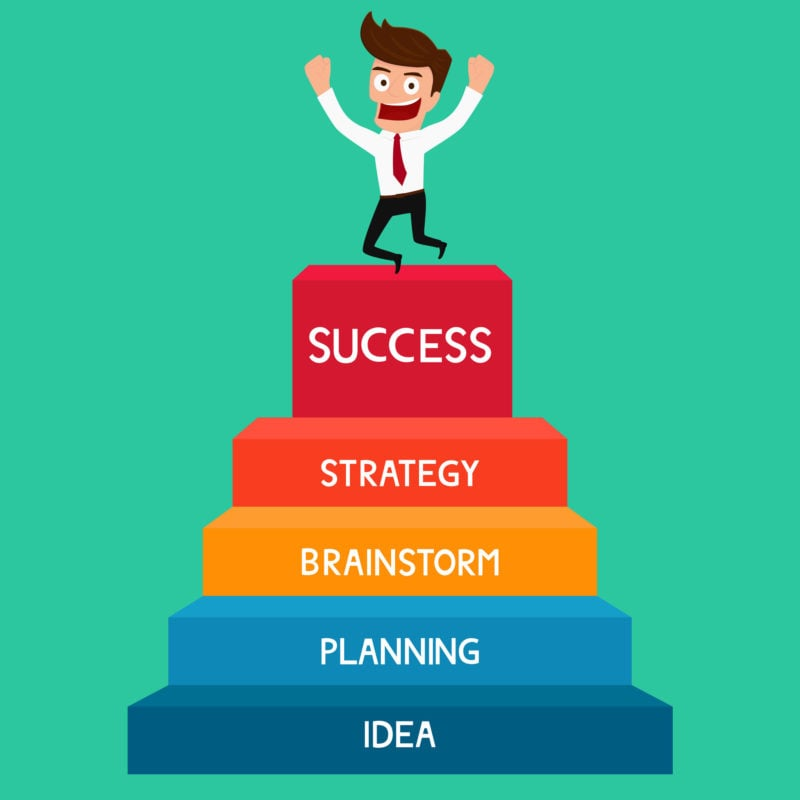 SUCCESS
STRATEGY
BRAINSTORM
PLANNING
IDEA